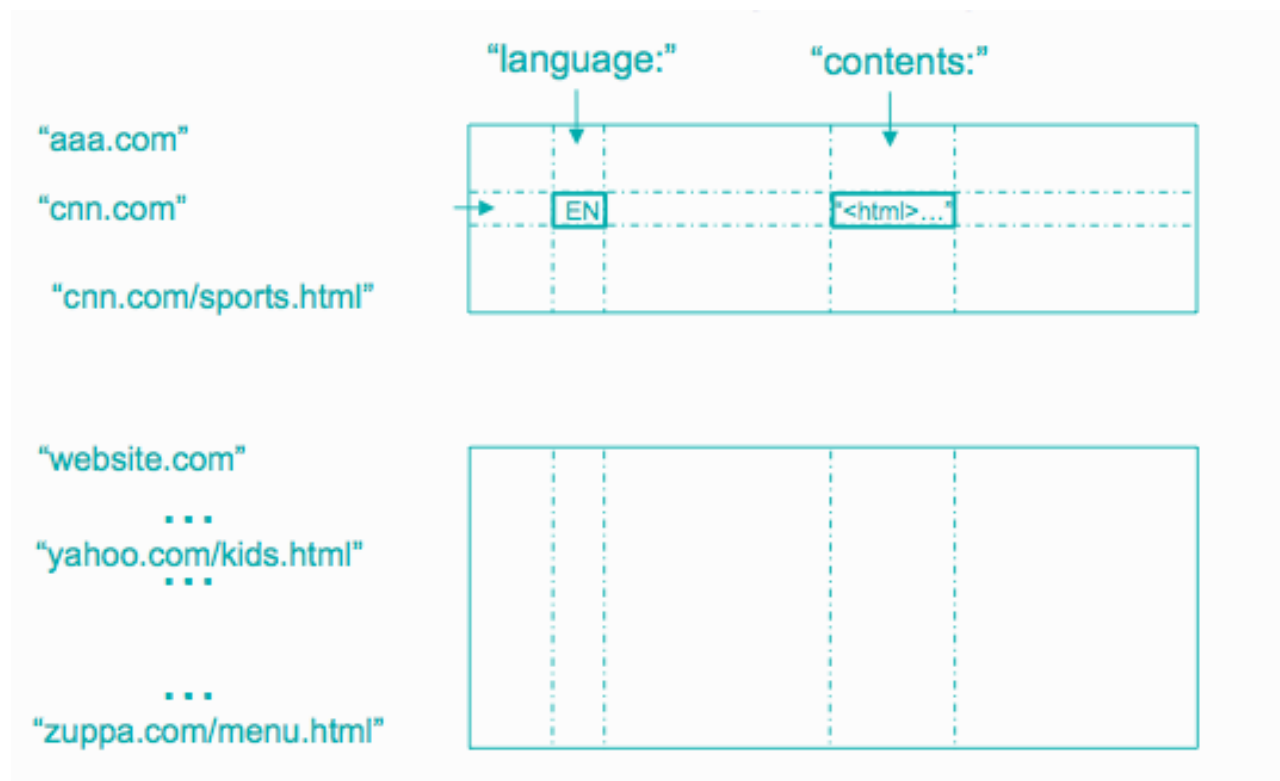 “language:” “contents:”
“aaa.com”
“cnn.com” EN “<html>…”
“cnn.com/sports.html”
“website.com”
...
“yahoo.com/kids.html”
...
...
“zuppa.com/menu.html”